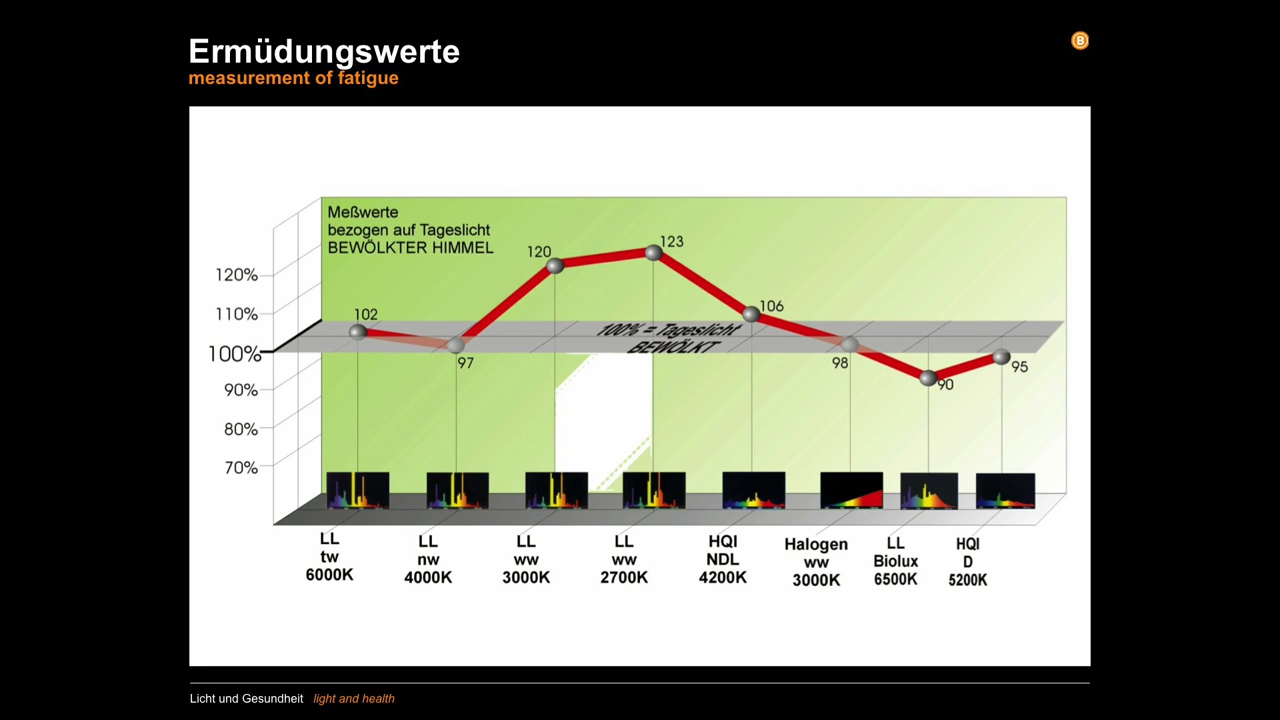 Ermüdungswerte
measurement of fatigue
B
Meßwerte
bezogen auf Tageslicht
BEWÖLKTER HIMMEL
120%
110%
100%
90%
80%
70%
102
97
120
123
106
98
90
95
100% = Tageslicht
BEWÖLKT
LL
tw
6000K
LL
nw
4000K
LL
ww
3000K
LL
ww
2700K
HQI
NDL
4200K
Halogen
ww
3000K
LL
Biolux
6500K
HQI
D
5200K
Licht und Gesundheit light and health